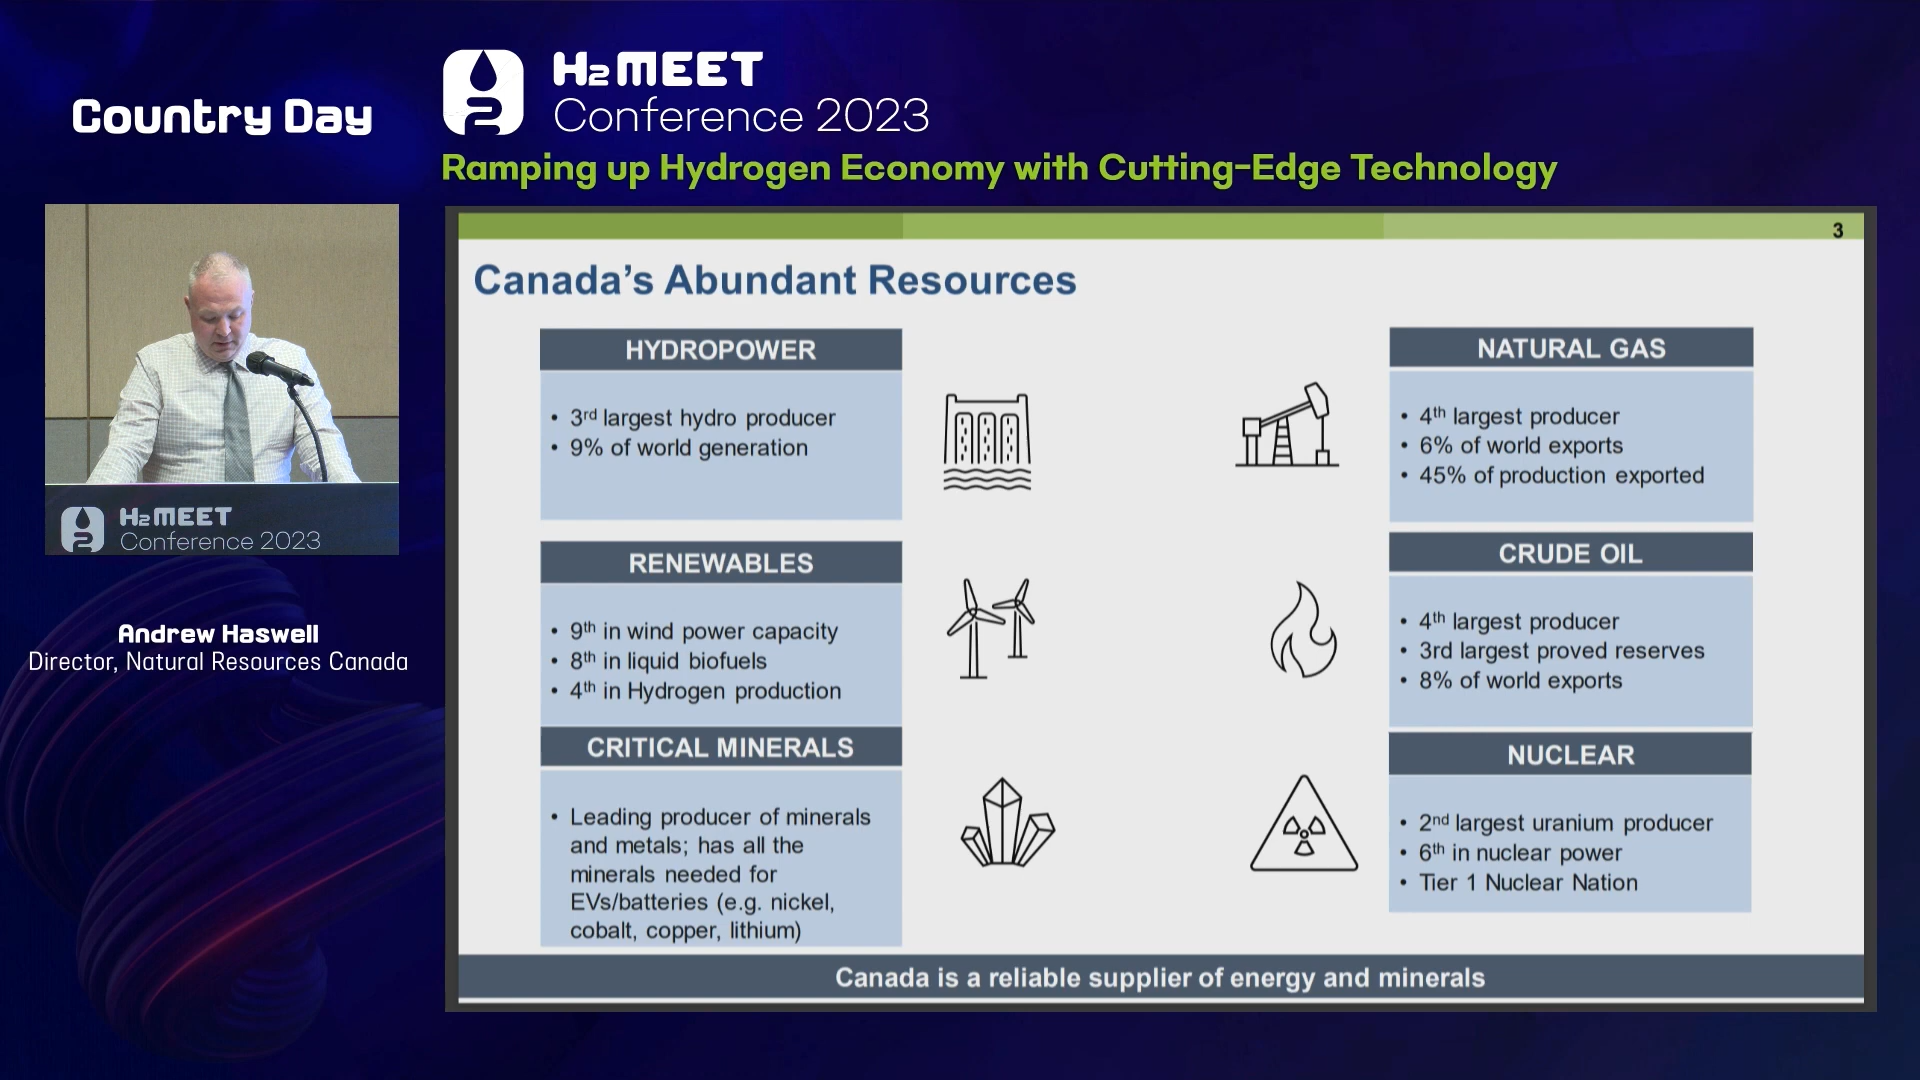 Country Day
H2 MEET
Conference 2023
Ramping up Hydrogen Economy with Cutting-Edge Technology
H2 MEET
Conference 2023
Andrew Haswell
Director, Natural Resources Canada
3
Canada's Abundant Resources
HYDROPOWER
• 3rd largest hydro producer
• 9% of world generation
RENEWABLES
• 9th in wind power capacity
• 8th in liquid biofuels
• 4th in Hydrogen production
CRITICAL MINERALS
• Leading producer of minerals
and metals; has all the
minerals needed for
EVs/batteries (e.g. nickel,
cobalt, copper, lithium)
NATURAL GAS
• 4th largest producer
• 6% of world exports
• 45% of production exported
CRUDE OIL
• 4th largest producer
• 3rd largest proved reserves
• 8% of world exports
NUCLEAR
• 2nd largest uranium producer
• 6th in nuclear power
• Tier 1 Nuclear Nation
Canada is a reliable supplier of energy and minerals